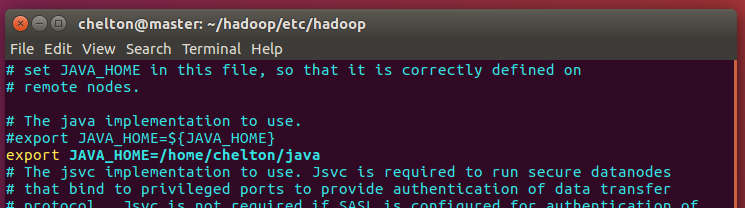 chelton@master: ~/hadoop/etc/hadoop
File Edit View Search Terminal Help
# set JAVA_HOME in this file, so that it is correctly defined on
# remote nodes.
# The java implementation to use.
#export JAVA_HOME=${JAVA_HOME}
export JAVA_HOME=/home/chelton/java
# The jsvc implementation to use. Jsvc is required to run secure datanodes
# that bind to privileged ports to provide authentication of data transfer
# protocol.  Jsvc is not required if SASL is configured for authentication of